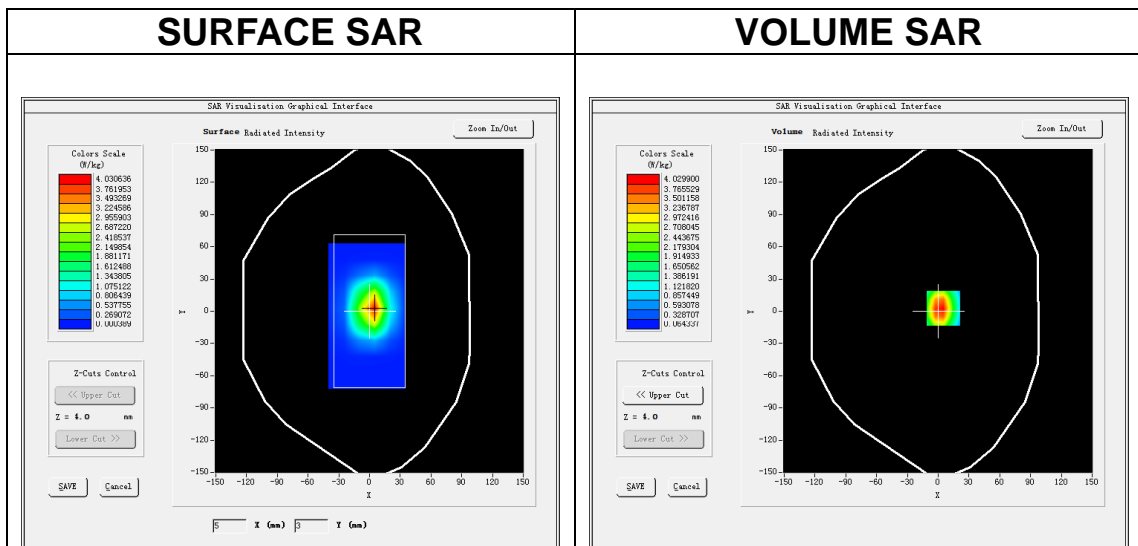 SURFACE SAR
VOLUME SAR
SAR Visualisation Graphical Interface
Surface Radiated Intensity
Zoom In/Out
Colors Scale
(W/kg)
4.030636
3.761953
3.493269
3.224586
2.955903
2.687220
2.418537
2.149854
1.881171
1.612488
1.343805
1.075122
0.806439
0.537755
0.269072
0.000389
150
120
90
60
30
0
-30
-60
-90
-120
-150
Y
-150 -120 -90 -60 -30 0 30 60 90 120 150
X
Z-Cuts Control
<< Upper Cut
Z = 4.0 mm
Lower Cut >>
SAVE Cancel
5 X (mm) 3 Y (mm)
SAR Visualisation Graphical Interface
Volume Radiated Intensity
Zoom In/Out
Colors Scale
(W/kg)
4.029900
3.765529
3.501158
3.236787
2.972416
2.708045
2.443675
2.179304
1.914933
1.650562
1.386191
1.121820
0.857449
0.593078
0.328707
0.064337
150
120
90
60
30
0
-30
-60
-90
-120
-150
Y
-150 -120 -90 -60 -30 0 30 60 90 120 150
X
Z-Cuts Control
<< Upper Cut
Z = 4.0 mm
Lower Cut >>
SAVE Cancel